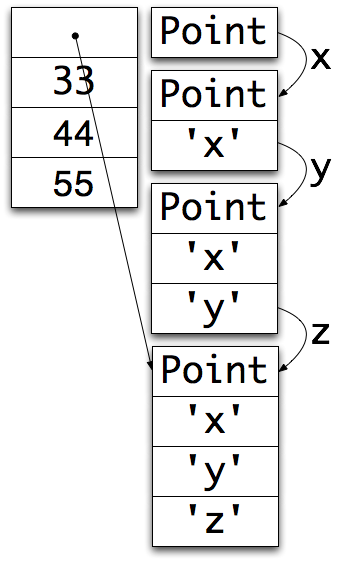 33
44
55
Point
x
Point
'x'
y
Point
'x'
'y'
z
Point
'x'
'y'
'z'